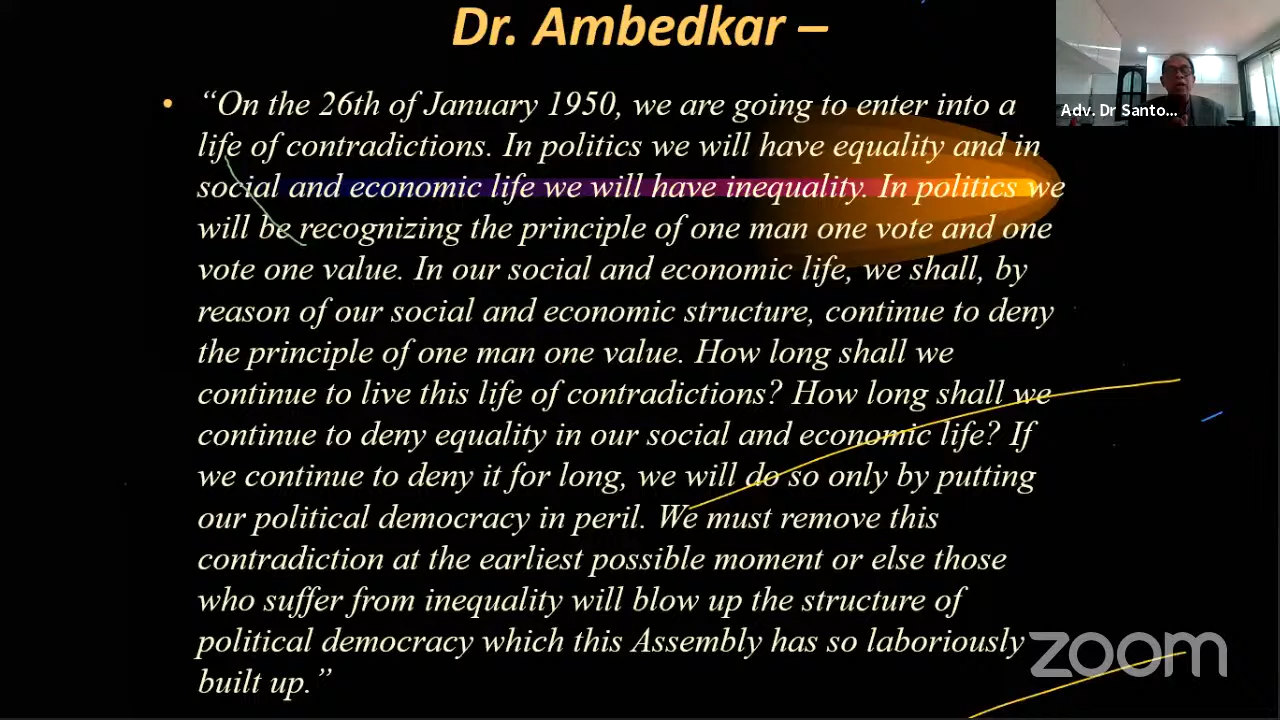 Dr. Ambedkar –
Adv. Dr Santo...
• “On the 26th of January 1950, we are going to enter into a
life of contradictions. In politics we will have equality and in
social and economic life we will have inequality. In politics we
will be recognizing the principle of one man one vote and one
vote one value. In our social and economic life, we shall, by
reason of our social and economic structure, continue to deny
the principle of one man one value. How long shall we
continue to live this life of contradictions? How long shall we
continue to deny equality in our social and economic life? If
we continue to deny it for long, we will do so only by putting
our political democracy in peril. We must remove this
contradiction at the earliest possible moment or else those
who suffer from inequality will blow up the structure of
political democracy which this Assembly has so laboriously
built up.”
zoom